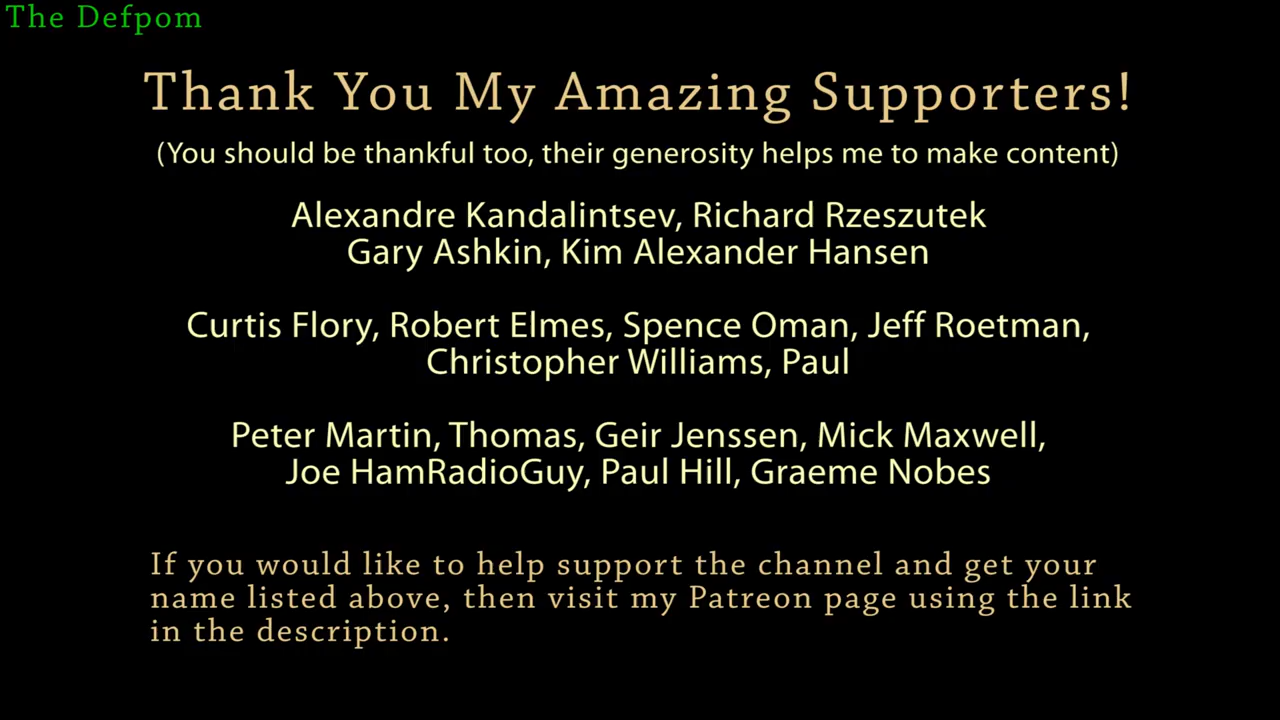 The Defpom
Thank You My Amazing Supporters!
(You should be thankful too, their generosity helps me to make content)
Alexandre Kandalintsev, Richard Rzeszutek
Gary Ashkin, Kim Alexander Hansen
Curtis Flory, Robert Elmes, Spence Oman, Jeff Roetman,
Christopher Williams, Paul
Peter Martin, Thomas, Geir Jenssen, Mick Maxwell,
Joe HamRadioGuy, Paul Hill, Graeme Nobes
If you would like to help support the channel and get your
name listed above, then visit my Patreon page using the link
in the description.